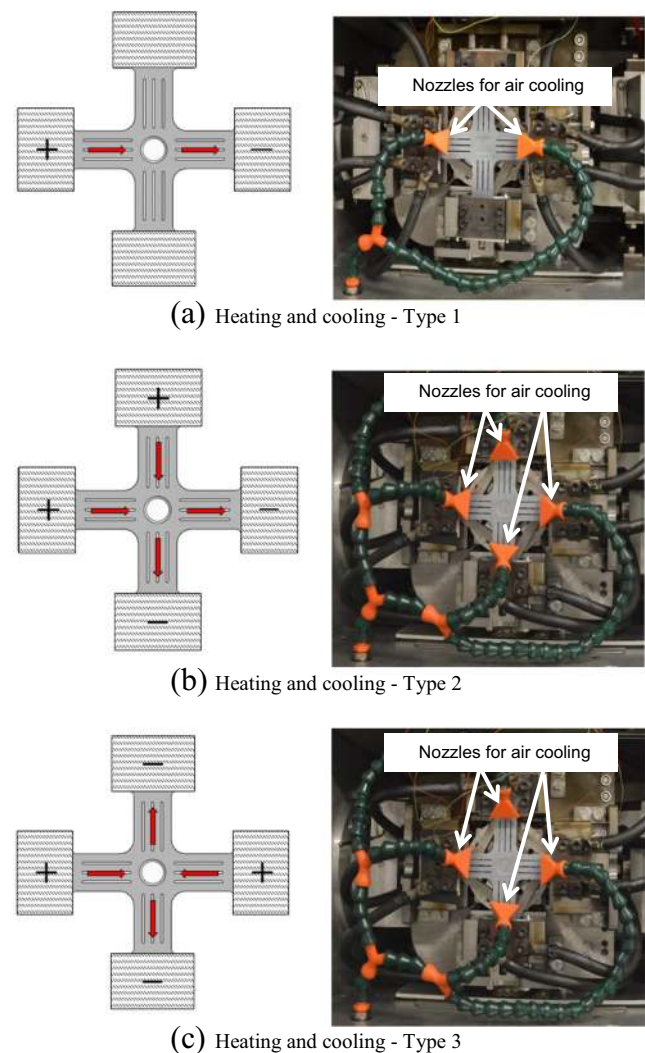 Nozzles for air cooling
+
−
(a) Heating and cooling - Type 1
Nozzles for air cooling
+
+
−
−
(b) Heating and cooling - Type 2
Nozzles for air cooling
−
+
+
−
(c) Heating and cooling - Type 3